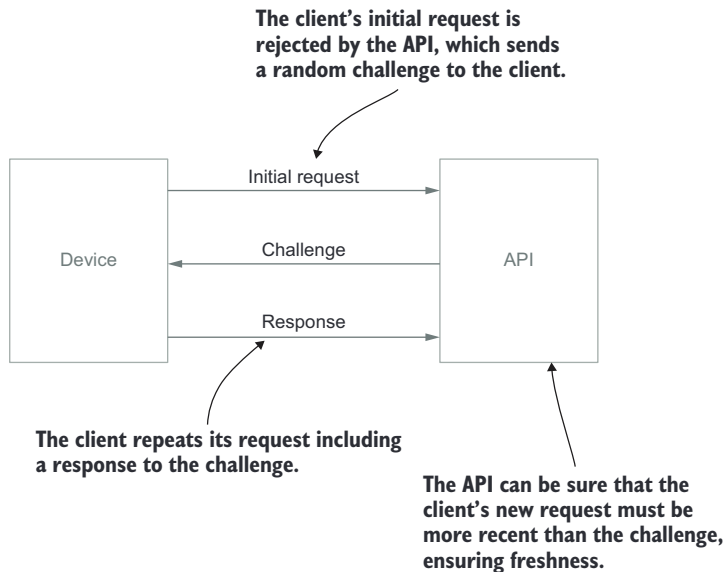 The client’s initial request is
rejected by the API, which sends
a random challenge to the client.
Initial request
Device
Challenge
API
Response
The client repeats its request including
a response to the challenge.
The API can be sure that the
client’s new request must be
more recent than the challenge,
ensuring freshness.